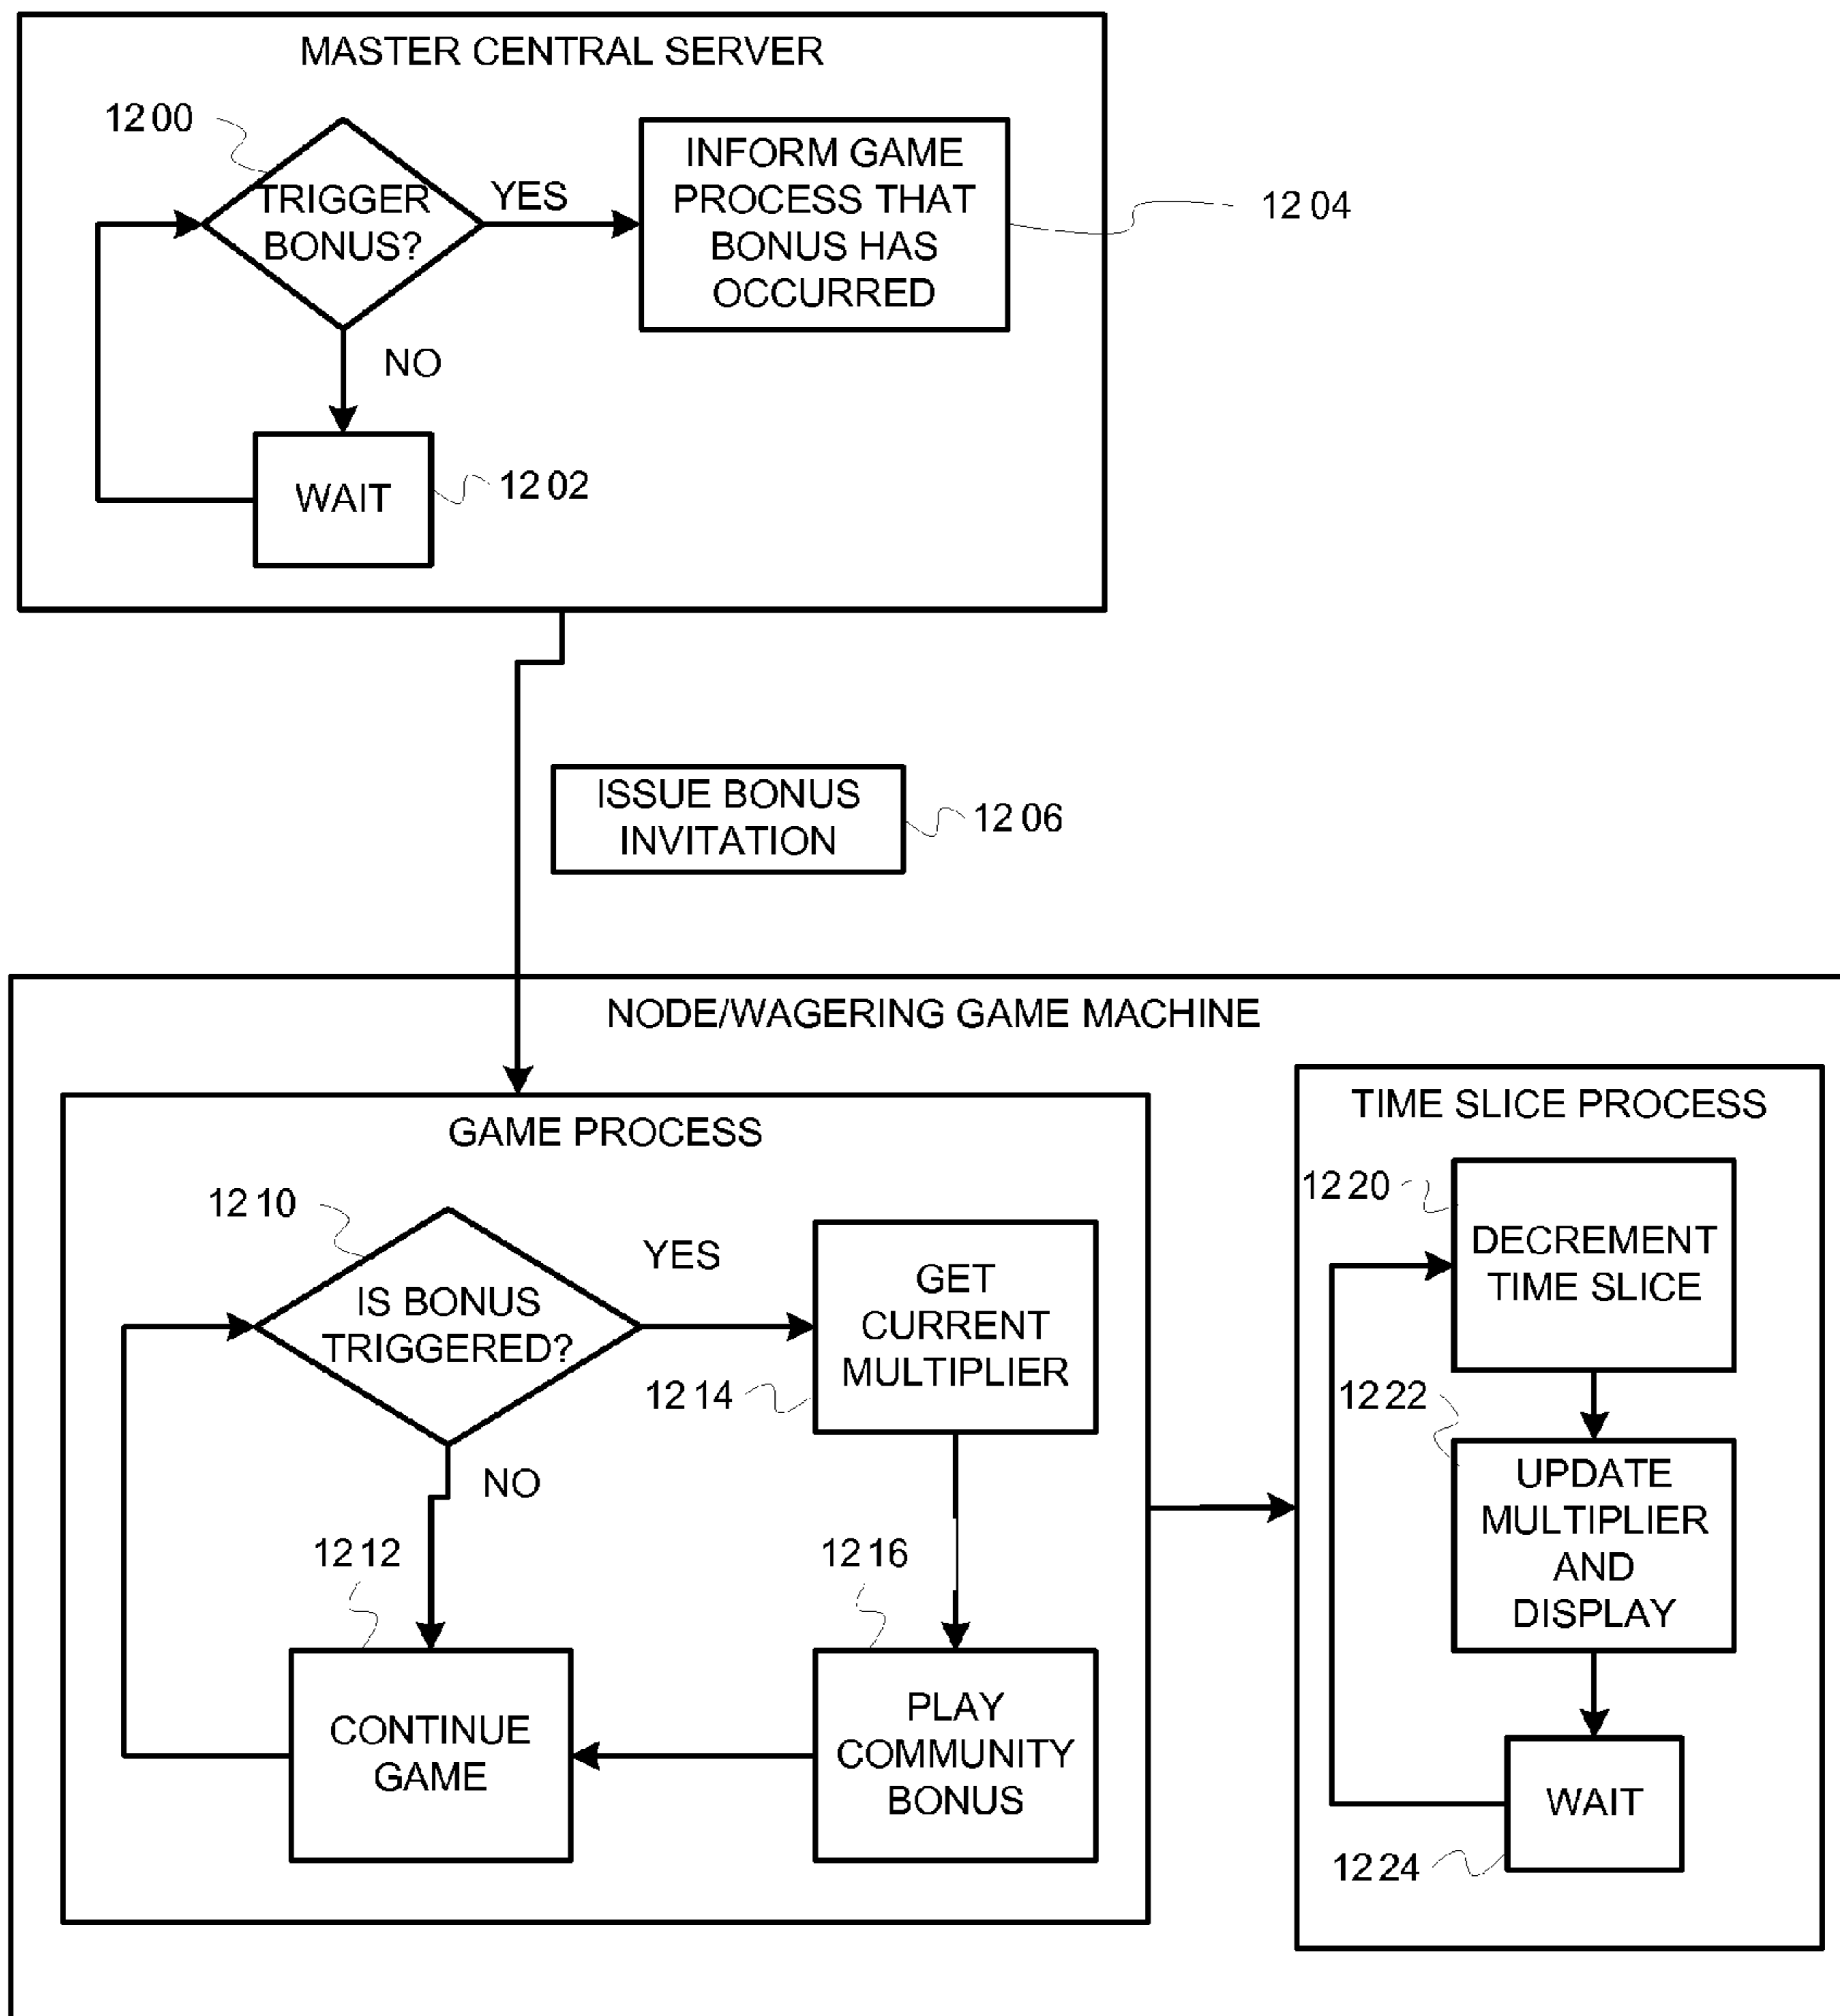 MASTER CENTRAL SERVER
1200
TRIGGER
BONUS?
YES
INFORM GAME
PROCESS THAT
BONUS HAS
OCCURRED
1204
NO
WAIT
1202
ISSUE BONUS
INVITATION
1206
NODE/WAGERING GAME MACHINE
GAME PROCESS
1210
IS BONUS
TRIGGERED?
YES
GET
CURRENT
MULTIPLIER
1214
NO
1212
CONTINUE
GAME
1216
PLAY
COMMUNITY
BONUS
TIME SLICE PROCESS
1220
DECREMENT
TIME SLICE
1222
UPDATE
MULTIPLIER
AND
DISPLAY
WAIT
1224